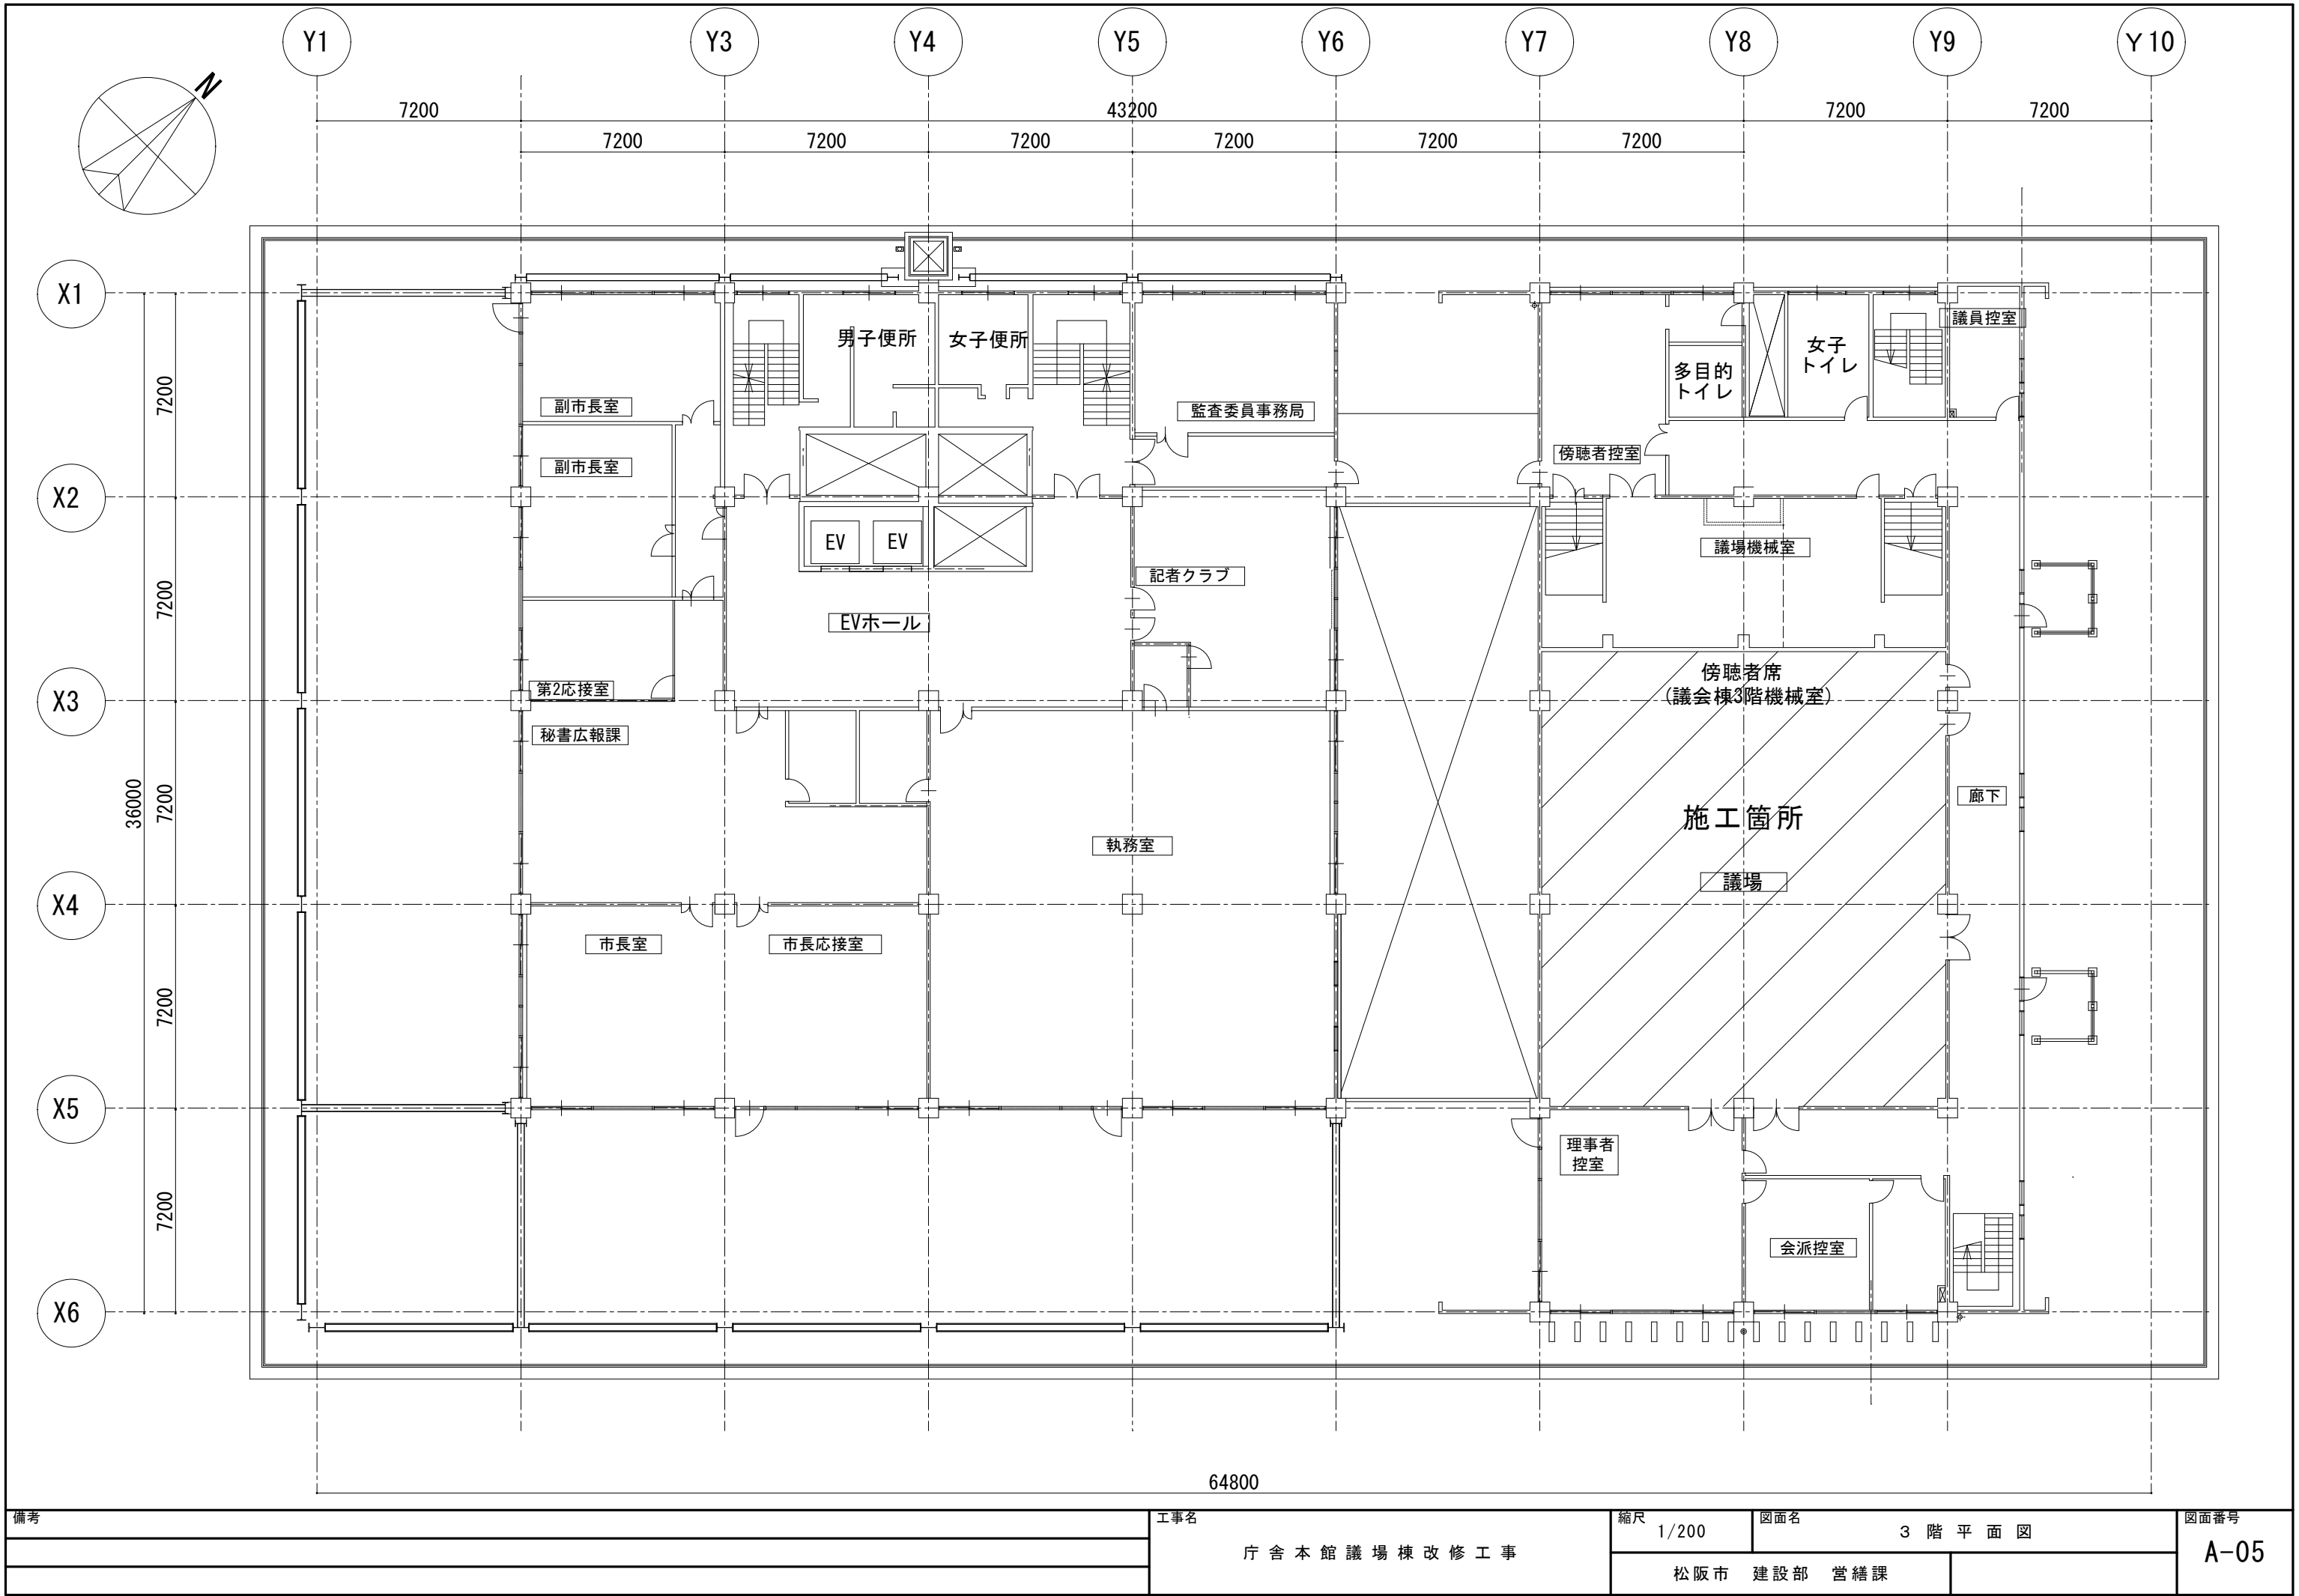 Y1
Y3
Y4
Y5
Y6
Y7
Y8
Y9
Y10
N
7200
43200
7200
7200
7200
7200
7200
7200
7200
7200
X1
X2
X3
X4
X5
X6
7200
7200
7200
7200
7200
36000
男子便所
女子便所
女子
トイレ
多目的
トイレ
議員控室
副市長室
監査委員事務局
副市長室
傍聴者控室
EV
EV
議場機械室
記者クラブ
EVホール
第2応接室
傍聴者席
(議会棟3階機械室)
秘書広報課
施工箇所
廊下
執務室
議場
市長室
市長応接室
理事者
控室
会派控室
64800
備考
工事名
庁舎本館議場棟改修工事
縮尺
1/200
図面名
3階平面図
松阪市 建設部 営繕課
図面番号
A-05